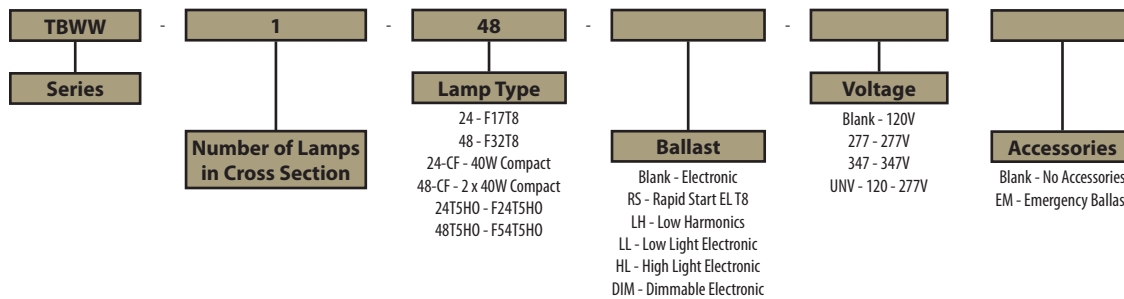 TBWW - 1 - 48 - -
Series
Number of Lamps
in Cross Section
Lamp Type
24 - F17T8
48 - F32T8
24-CF - 40W Compact
48-CF - 2 x 40W Compact
24T5HO - F24T5HO
48T5HO - F54T5HO
Ballast
Blank - Electronic
RS - Rapid Start EL T8
LH - Low Harmonics
LL - Low Light Electronic
HL - High Light Electronic
DIM - Dimmable Electronic
Voltage
Blank - 120V
277 - 277V
347 - 347V
UNV - 120 - 277V
Accessories
Blank - No Accessories
EM - Emergency Ballas